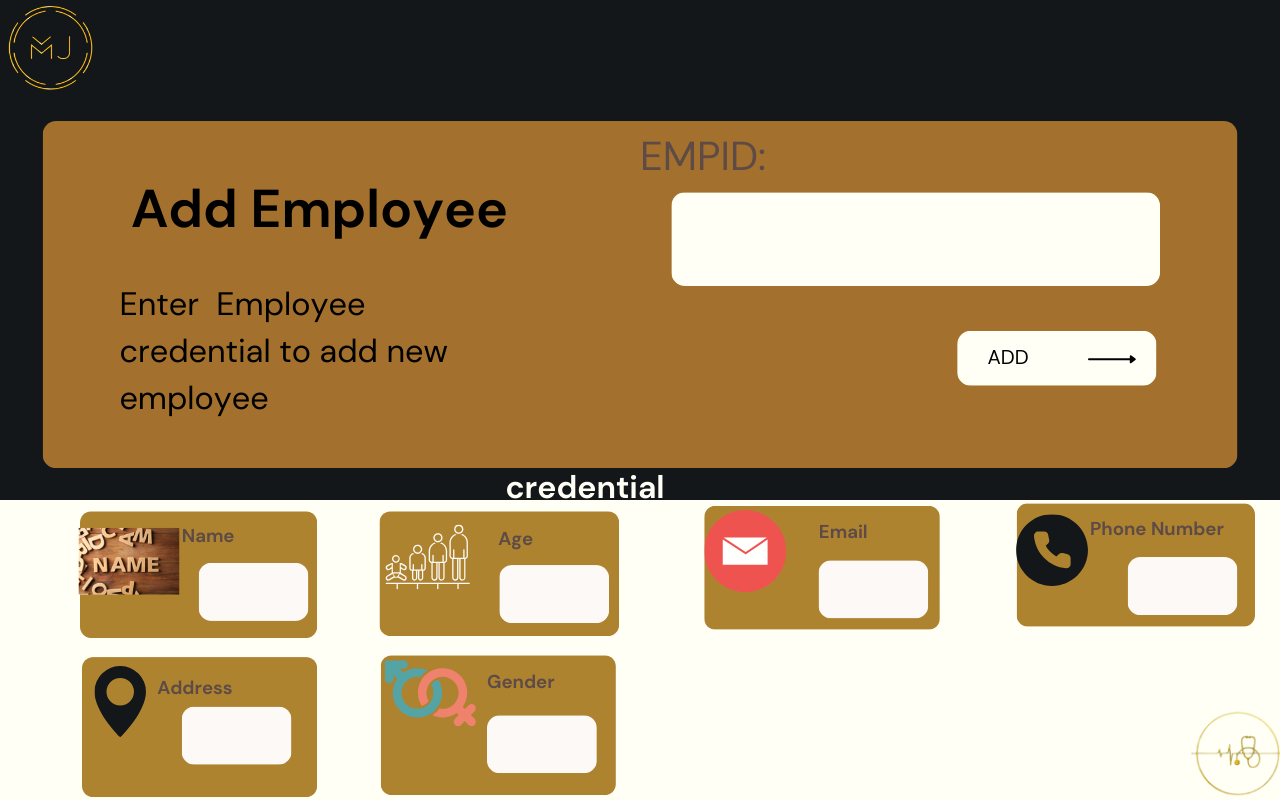 MJ
EMPID:
Add Employee
Enter Employee
credential to add new
employee
ADD
credential
Name
NAME
Age
Email
Phone Number
Address
Gender